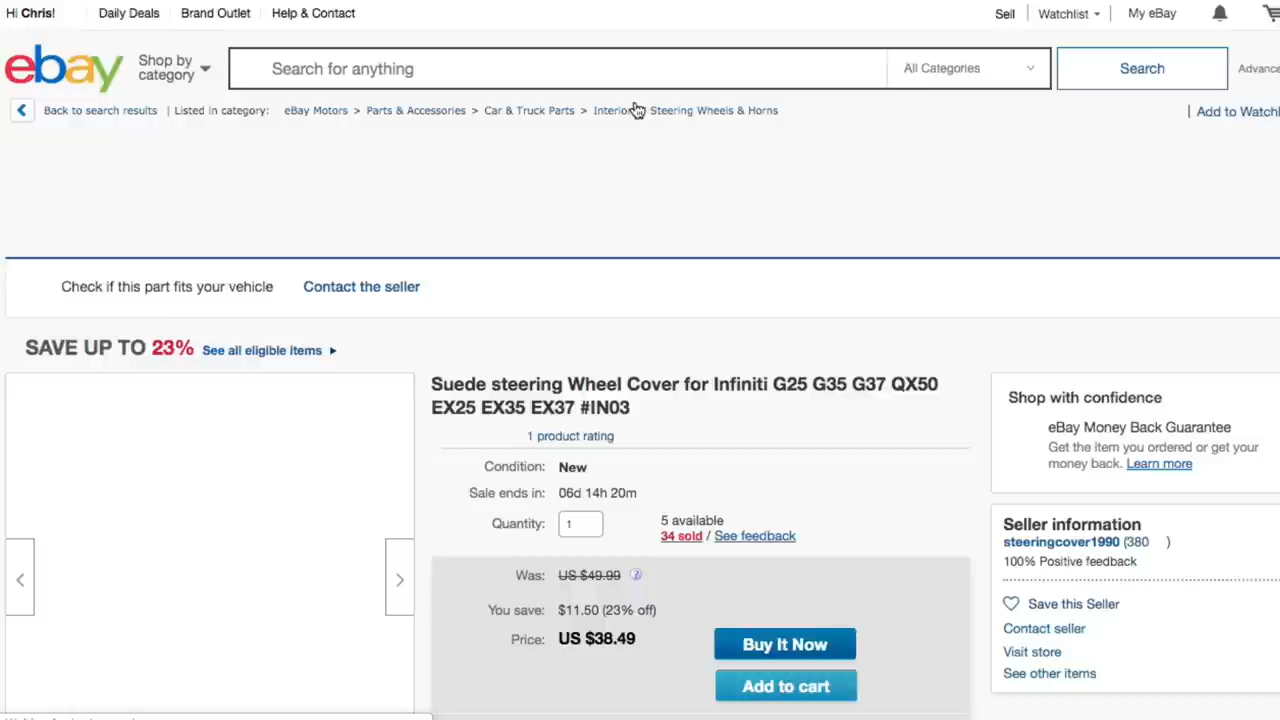 Hi Chris!
Daily Deals
Brand Outlet
Help & Contact
Sell
Watchlist
My eBay
ebay
Shop by
category
Search for anything
All Categories
Search
Back to search results | Listed in category: eBay Motors > Parts & Accessories > Car & Truck Parts > Interior Steering Wheels & Horns
| Add to
Check if this part fits your vehicle
Contact the seller
SAVE UP TO 23% See all eligible items
Suede steering Wheel Cover for Infiniti G25 G35 G37 QX50
EX25 EX35 EX37 #IN03
1 product rating
Condition: New
Sale ends in: 06d 14h 20m
Quantity: 1
5 available
34 sold / See feedback
Was: US $49.99
You save: $11.50 (23% off)
Price: US $38.49
Buy It Now
Add to cart
Shop with confidence
eBay Money Back Guarantee
Get the item you ordered or get your
money back. Learn more
Seller information
steeringcover1990 (380 )
100% Positive feedback
Save this Seller
Contact seller
Visit store
See other items